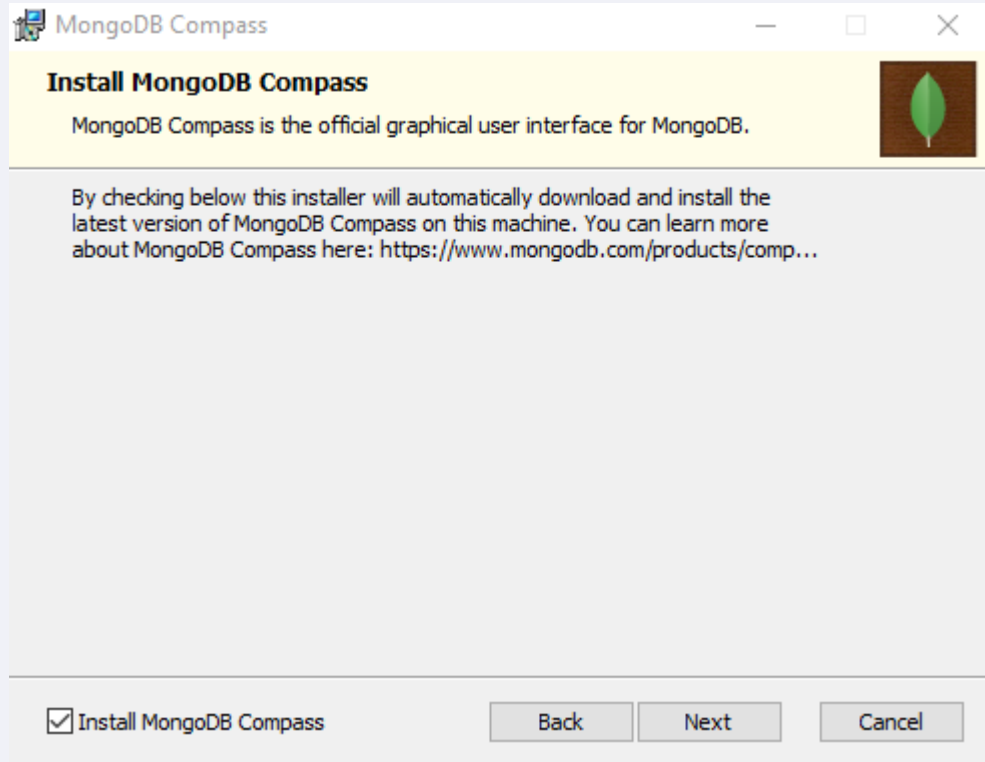 MongoDB Compass
Install MongoDB Compass
MongoDB Compass is the official graphical user interface for MongoDB.
By checking below this installer will automatically download and install the
latest version of MongoDB Compass on this machine. You can learn more
about MongoDB Compass here: https://www.mongodb.com/products/comp...
Install MongoDB Compass
Back
Next
Cancel